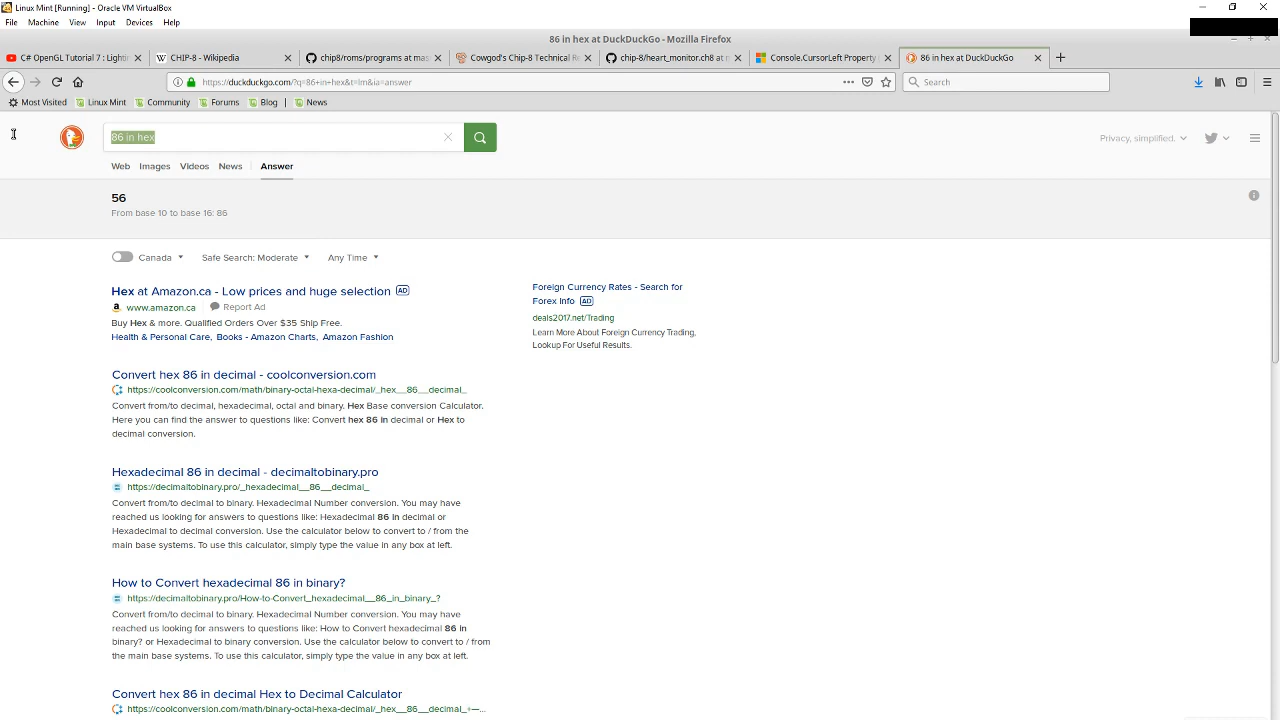 Linux Mint [Running] - Oracle VM VirtualBox
File Machine View Input Devices Help
86 in hex at DuckDuckGo - Mozilla Firefox
C# OpenGL Tutorial 7 : Lighti
CHIP-8 - Wikipedia
chip8/roms/programs at mas
Cowgod's Chip-8 Technical Re
chip-8/heart_monitor.ch8 at m
Console.CursorLeft Property
86 in hex at DuckDuckGo
https://duckduckgo.com/?q=86+in+hex&t=lm&ia=answer
Search
Most Visited Linux Mint Community Forums Blog News
86 in hex
Privacy, simplified.
Web Images Videos News Answer
56
From base 10 to base 16: 86
Canada Safe Search: Moderate Any Time
Hex at Amazon.ca - Low prices and huge selection AD
www.amazon.ca Report Ad
Buy Hex & more. Qualified Orders Over $35 Ship Free.
Health & Personal Care, Books - Amazon Charts, Amazon Fashion
Foreign Currency Rates - Search for
Forex Info AD
deals2017.net/Trading
Learn More About Foreign Currency Trading,
Lookup For Useful Results.
Convert hex 86 in decimal - coolconversion.com
https://coolconversion.com/math/binary-octal-hexa-decimal/_hex__86__decimal_
Convert from/to decimal, hexadecimal, octal and binary. Hex Base conversion Calculator.
Here you can find the answer to questions like: Convert hex 86 in decimal or Hex to
decimal conversion.
Hexadecimal 86 in decimal - decimaltobinary.pro
https://decimaltobinary.pro/_hexadecimal__86__decimal_
Convert from/to decimal to binary. Hexadecimal Number conversion. You may have
reached us looking for answers to questions like: Hexadecimal 86 in decimal or
Hexadecimal to decimal conversion. Use the calculator below to convert to / from the
main base systems. To use this calculator, simply type the value in any box at left.
How to Convert hexadecimal 86 in binary?
https://decimaltobinary.pro/How-to-Convert_hexadecimal__86_in_binary_?
Convert from/to decimal to binary. Hexadecimal Number conversion. You may have
reached us looking for answers to questions like: How to Convert hexadecimal 86 in
binary? or Hexadecimal to binary conversion. Use the calculator below to convert to / from
the main base systems. To use this calculator, simply type the value in any box at left.
Convert hex 86 in decimal Hex to Decimal Calculator
https://coolconversion.com/math/binary-octal-hexa-decimal/_hex__86__decimal_+—...